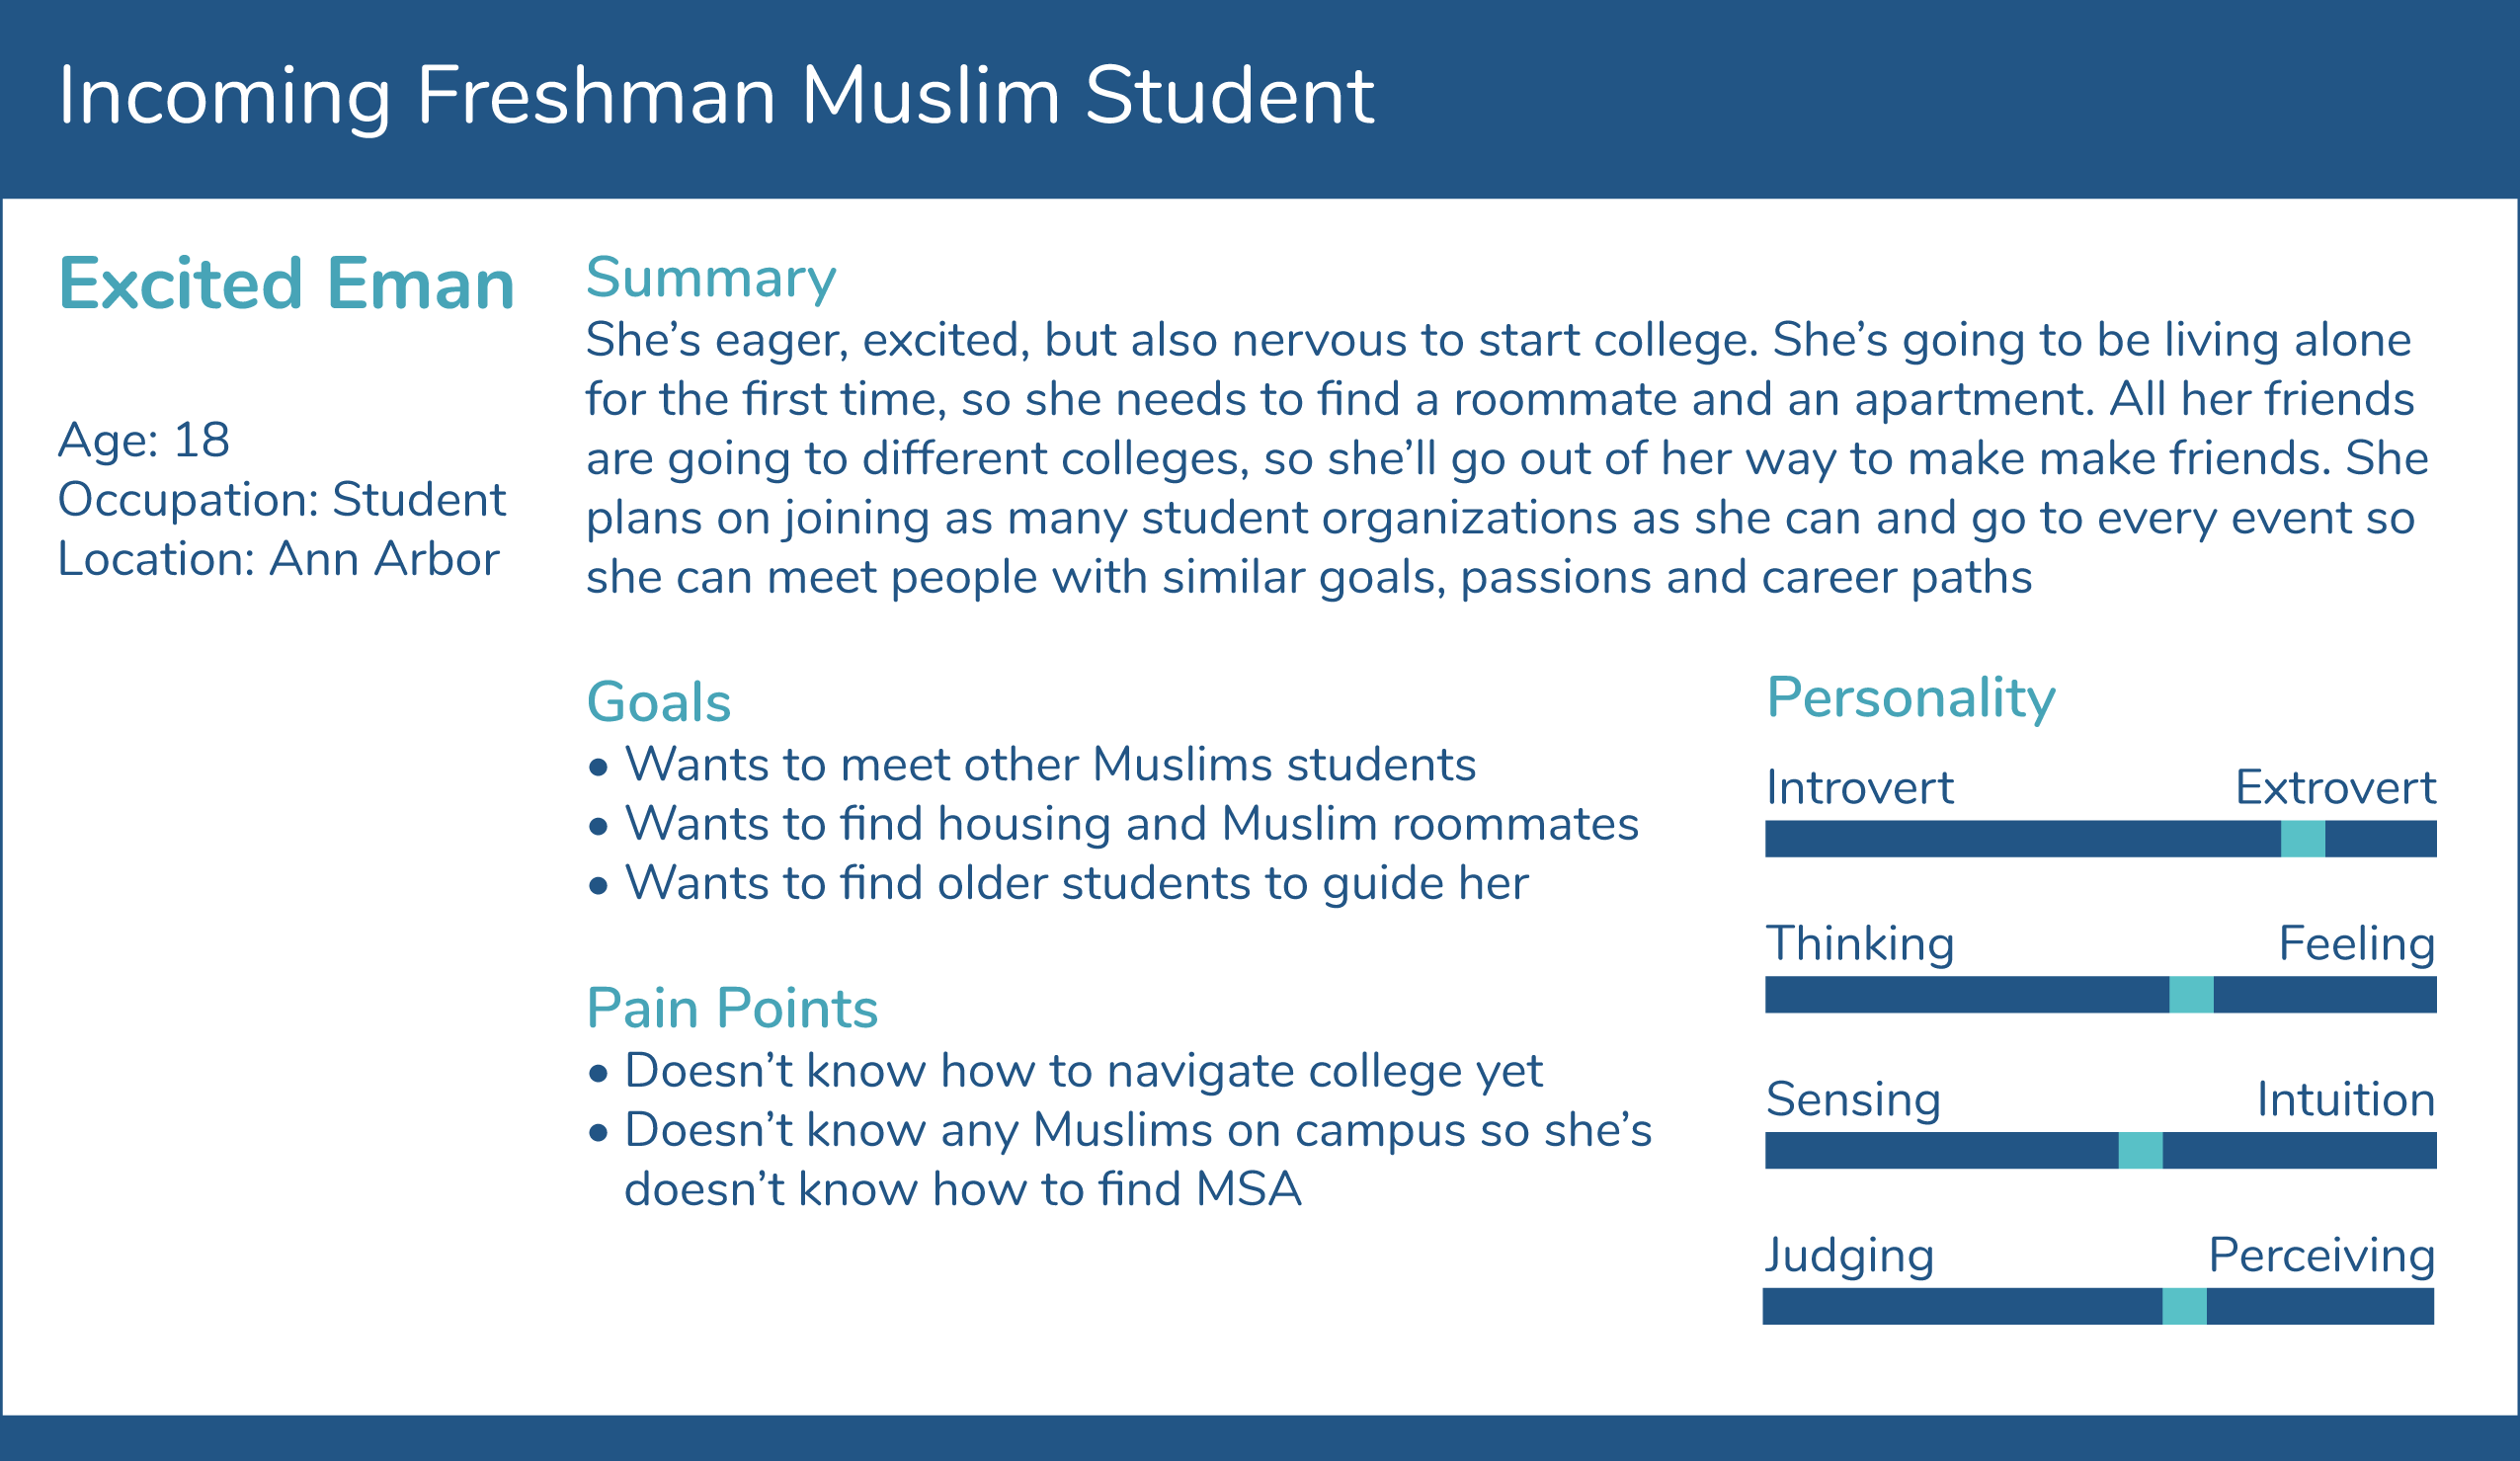 Incoming Freshman Muslim Student
Excited Eman
Age: 18
Occupation: Student
Location: Ann Arbor
Summary
She’s eager, excited, but also nervous to start college. She’s going to be living alone
for the first time, so she needs to find a roommate and an apartment. All her friends
are going to different colleges, so she’ll go out of her way to make make friends. She
plans on joining as many student organizations as she can and go to every event so
she can meet people with similar goals, passions and career paths
Goals
• Wants to meet other Muslims students
• Wants to find housing and Muslim roommates
• Wants to find older students to guide her
Pain Points
• Doesn’t know how to navigate college yet
• Doesn’t know any Muslims on campus so she’s
doesn’t know how to find MSA
Personality
Introvert Extrovert
Thinking Feeling
Sensing Intuition
Judging Perceiving